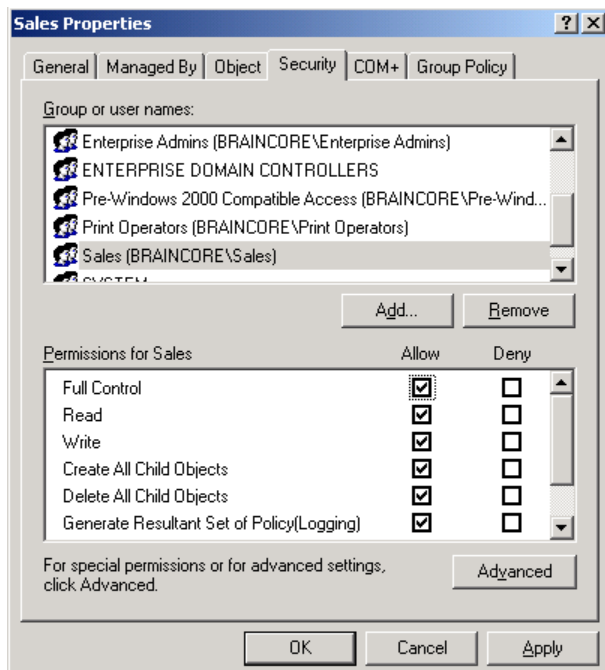 Sales Properties
?
X
General
Managed By
Object
Security
COM+
Group Policy
Group or user names:
Enterprise Admins (BRAINCORE\Enterprise Admins)
ENTERPRISE DOMAIN CONTROLLERS
Pre-Windows 2000 Compatible Access (BRAINCORE\Pre-Wind...
Print Operators (BRAINCORE\Print Operators)
Sales (BRAINCORE\Sales)
SYSTEM
Add...
Remove
Permissions for Sales
Allow
Deny
Full Control
Read
Write
Create All Child Objects
Delete All Child Objects
Generate Resultant Set of Policy(Logging)
For special permissions or for advanced settings,
click Advanced.
Advanced
OK
Cancel
Apply